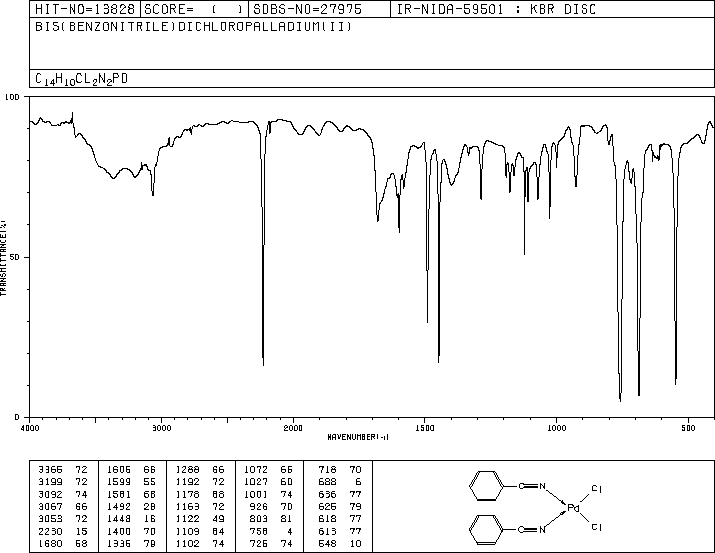 HIT-NO=13828 SCORE= ( ) SDBS-NO=27975 IR-NIDA-59501 : KBR DISC
BIS(BENZONITRILE)DICHLOROPALLADIUM(II)
C14H10CL2N2PD
100
50
0
TRANSMITTANCE(%)
4000 3000 2000 1500 1000 500
WAVENUMBER(-1)
3365 72 1606 66 1288 66 1072 66 718 70
3199 72 1599 55 1192 72 1027 60 688 6
3092 74 1581 68 1178 68 1001 74 636 77
3067 66 1492 28 1163 72 926 70 625 79
3053 72 1448 16 1122 49 803 81 618 77
2230 15 1400 70 1109 64 758 4 613 77
1680 58 1336 79 1102 74 726 74 548 10
C N Cl
Pd
C N Cl